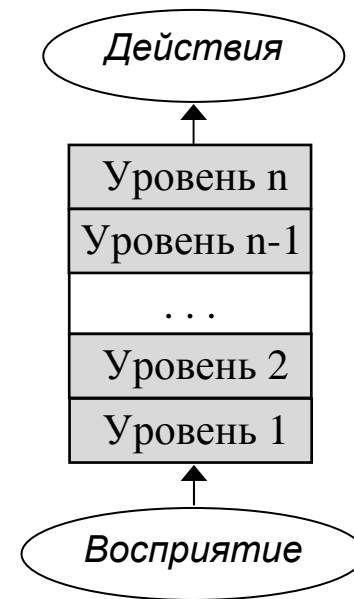 Действия
Уровень n
Уровень n-1
. . .
Уровень 2
Уровень 1
Восприятие